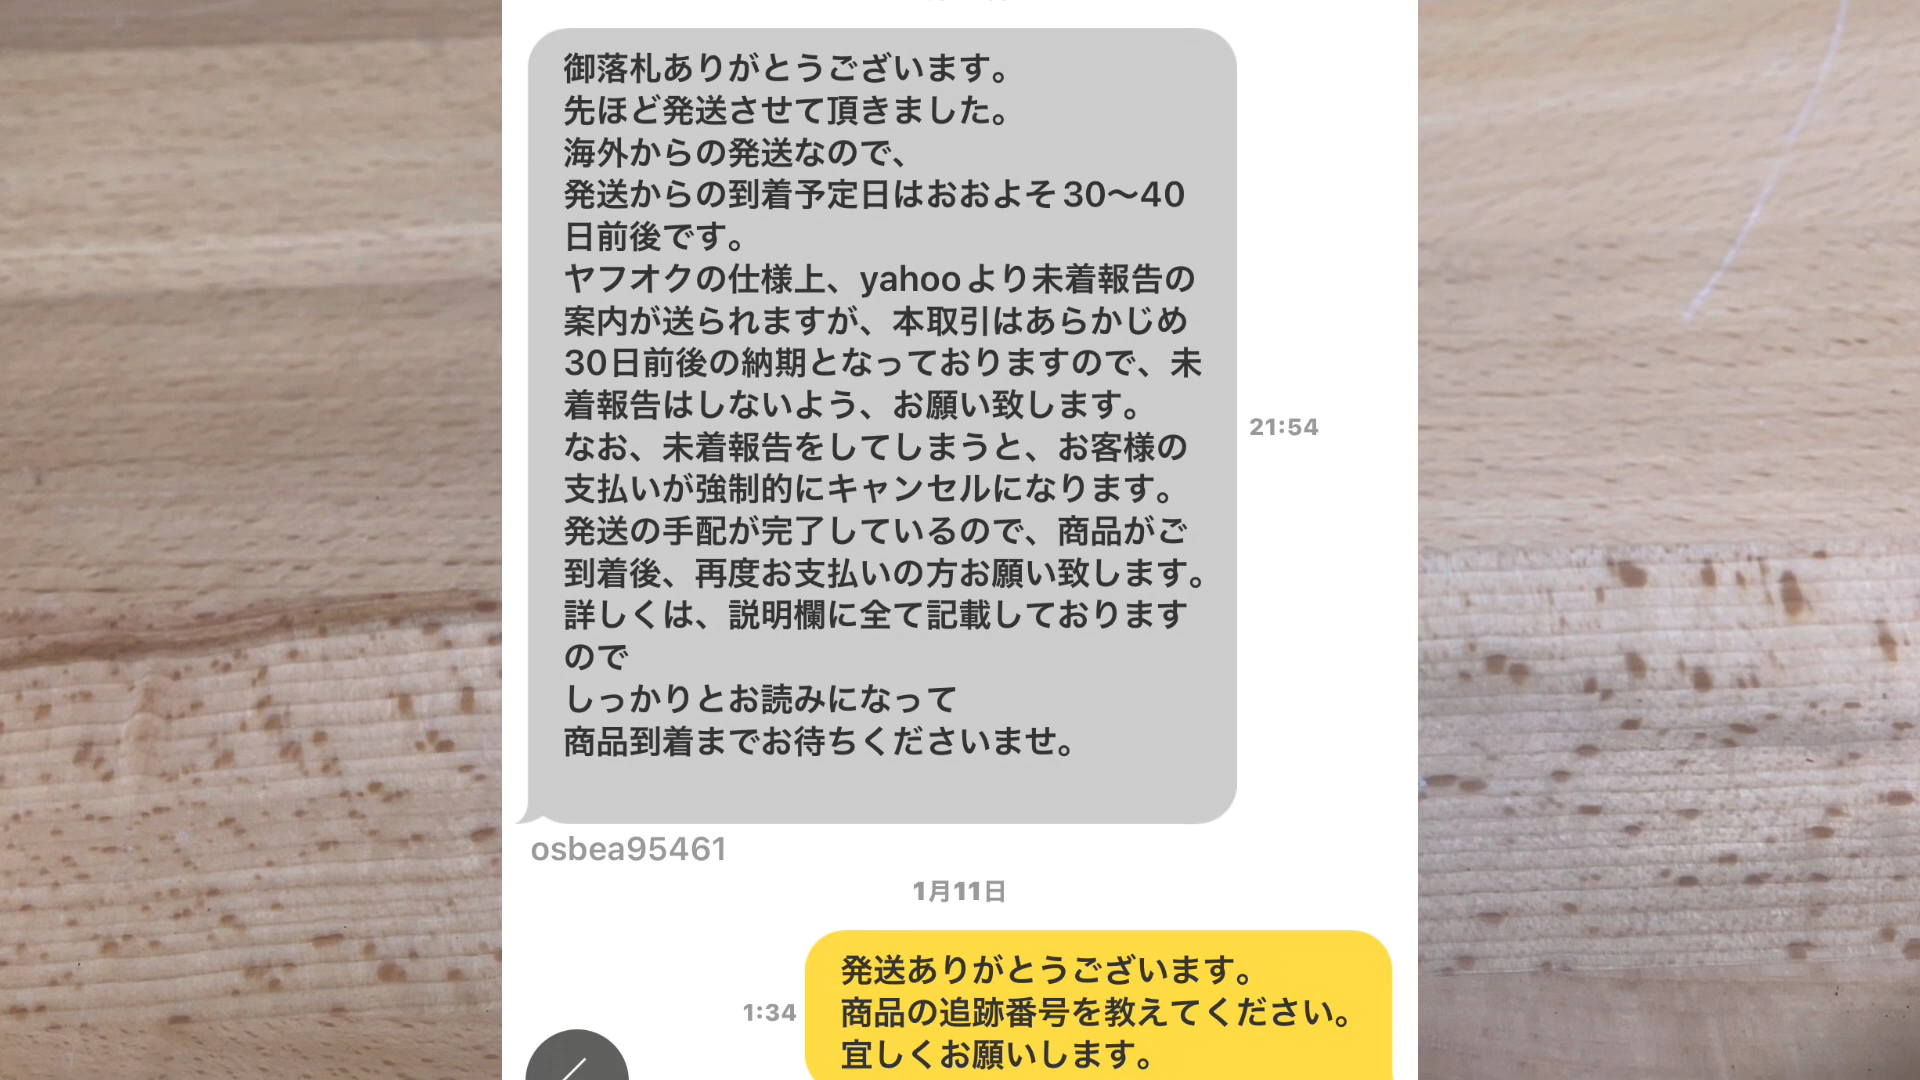 御落札ありがとうございます。
先ほど発送させて頂きました。
海外からの発送なので、
発送からの到着予定日はおおよそ30〜40
日前後です。
ヤフオクの仕様上、yahooより未着報告の
案内が送られますが、本取引はあらかじめ
30日前後の納期となっておりますので、未
着報告はしないよう、お願い致します。
なお、未着報告をしてしまうと、お客様の
支払いが強制的にキャンセルになります。
発送の手配が完了しているので、商品がご
到着後、再度お支払いの方お願い致します。
詳しくは、説明欄に全て記載しております
ので
しっかりとお読みになって
商品到着までお待ちくださいませ。
21:54
osbea95461
1月11日
発送ありがとうございます。
商品の追跡番号を教えてください。
宜しくお願いします。
1:34